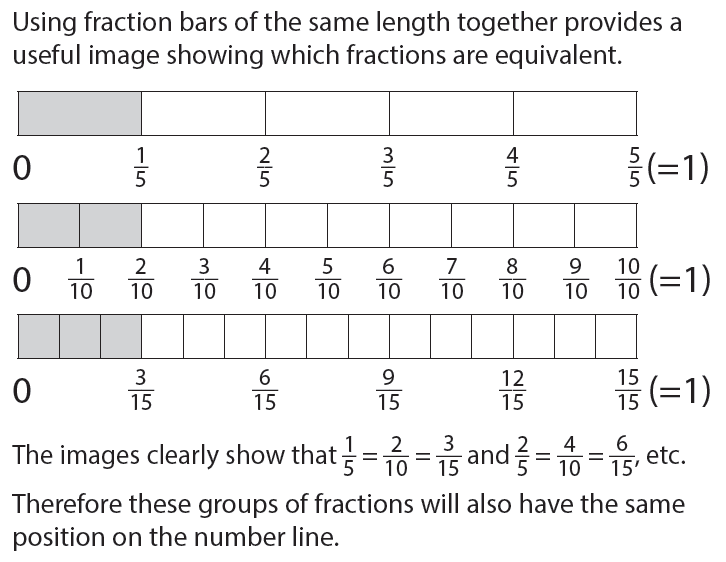 Using fraction bars of the same length together provides a
useful image showing which fractions are equivalent.
0 1/5 2/5 3/5 4/5 5/5 (=1)
0 1/10 2/10 3/10 4/10 5/10 6/10 7/10 8/10 9/10 10/10 (=1)
0 3/15 6/15 9/15 12/15 15/15 (=1)
The images clearly show that 1/5 = 2/10 = 3/15 and 2/5 = 4/10 = 6/15, etc.
Therefore these groups of fractions will also have the same
position on the number line.